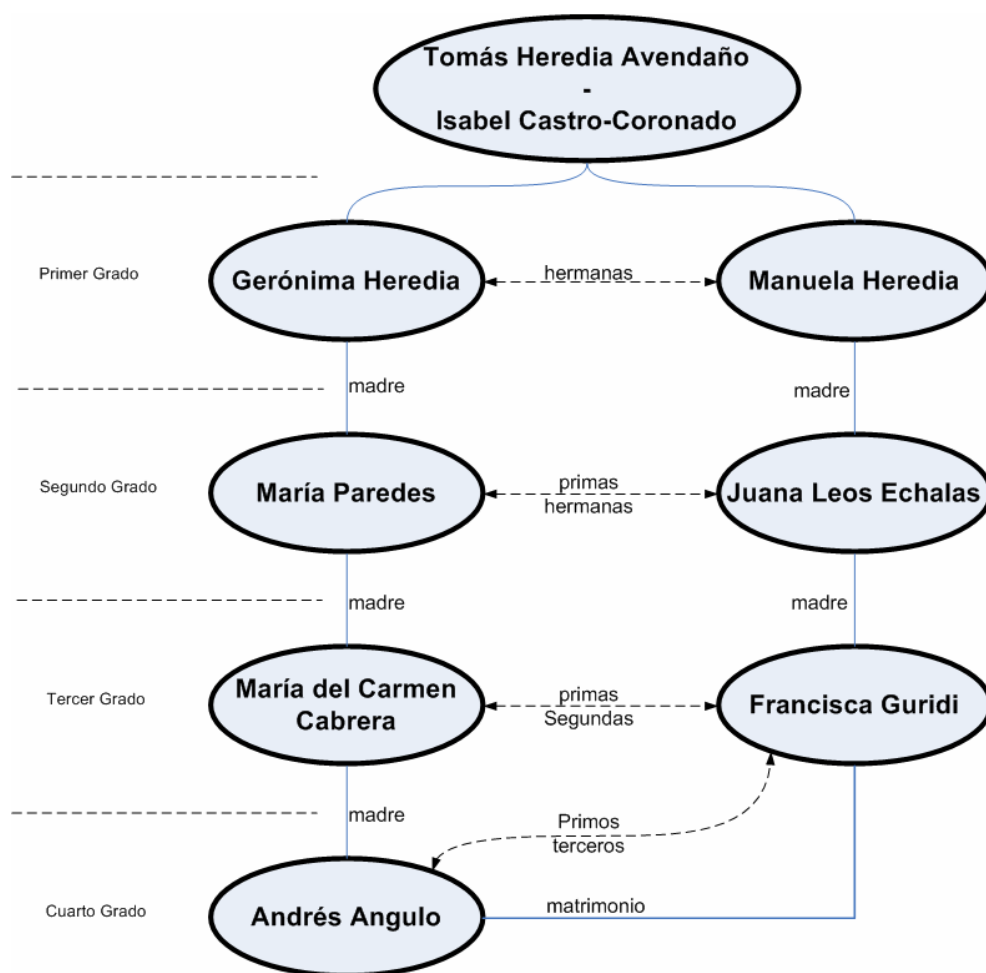 Tomás Heredia Avendaño
-
Isabel Castro-Coronado
Primer Grado
Gerónima Heredia
hermanas
Manuela Heredia
madre
madre
Segundo Grado
María Paredes
primas
hermanas
Juana Leos Echalas
madre
madre
Tercer Grado
María del Carmen
Cabrera
primas
Segundas
Francisca Guridi
madre
Primos
terceros
Cuarto Grado
Andrés Angulo
matrimonio